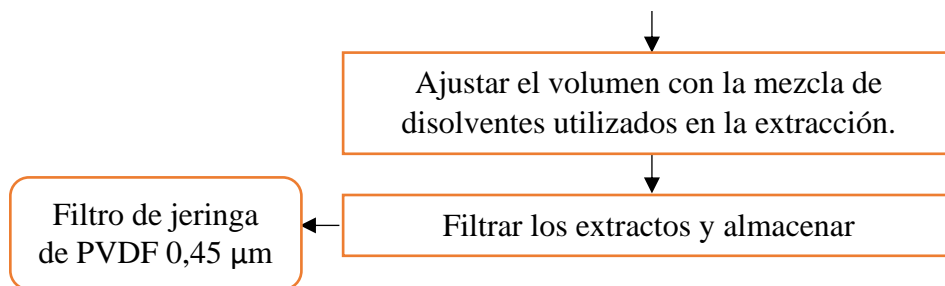 Ajustar el volumen con la mezcla de
disolventes utilizados en la extracción.
Filtrar los extractos y almacenar
Filtro de jeringa
de PVDF 0,45 μm